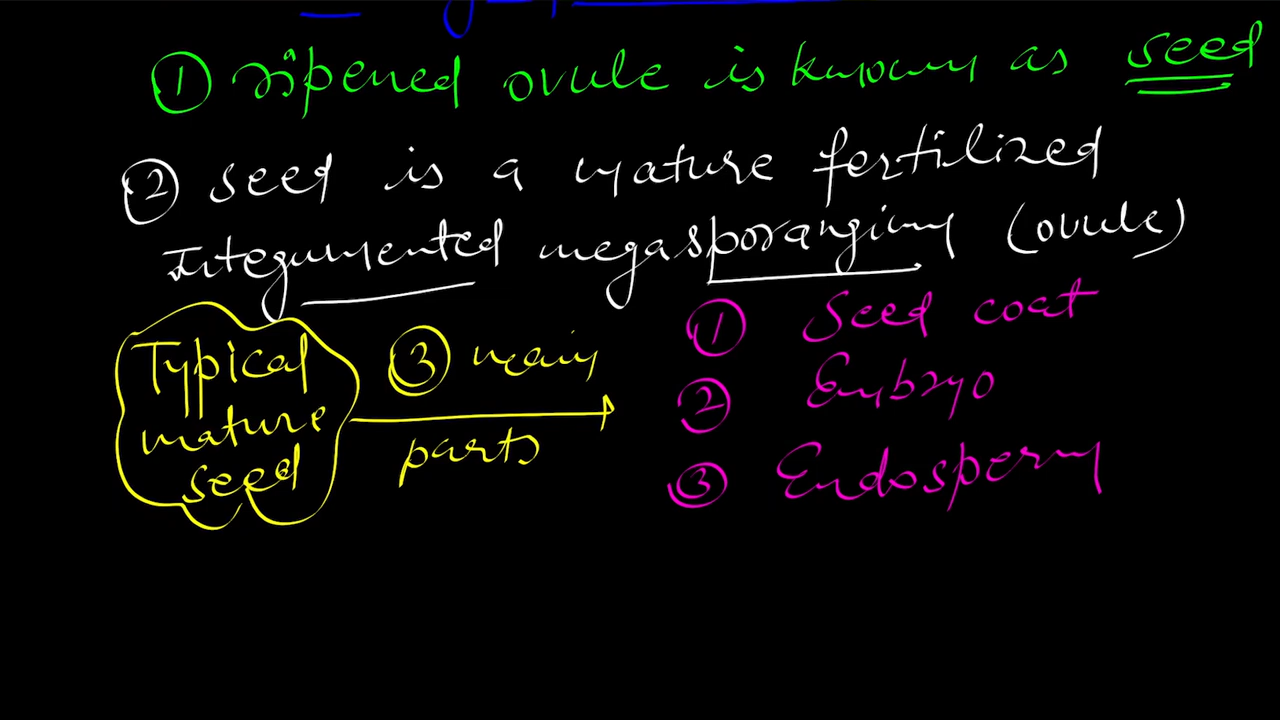 ① ripened ovule is known as seed
② seed is a mature fertilized
Integumented megasporangium (ovule)
Typical
mature
seed
③ main
parts
① Seed coat
② Embryo
③ Endosperm